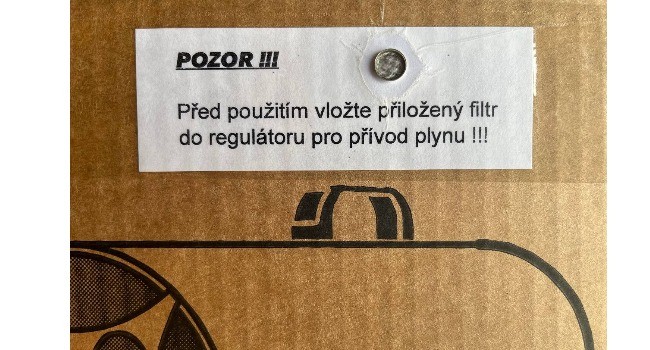 POZOR !!!
Před použitím vložte přiložený filtr
do regulátoru pro přívod plynu !!!